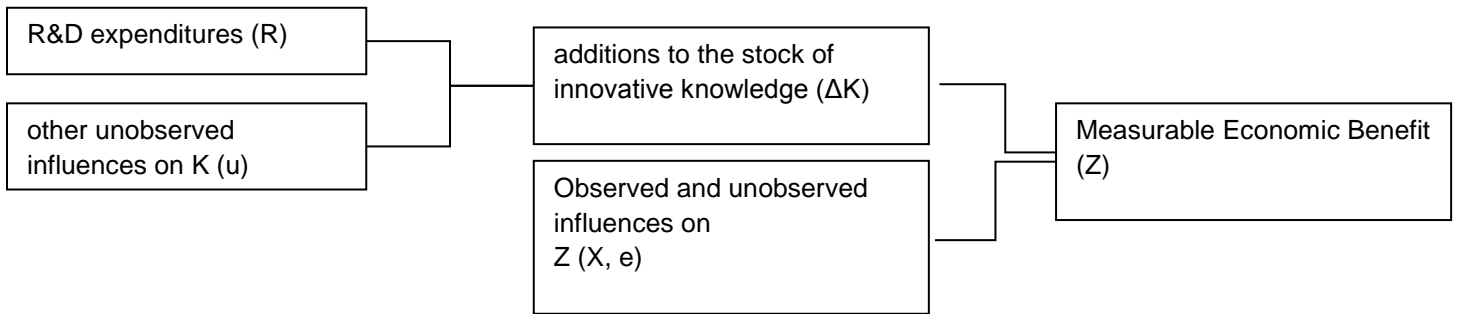 R&D expenditures (R)
other unobserved
influences on K (u)
additions to the stock of
innovative knowledge (ΔK)
Observed and unobserved
influences on
Z (X, e)
Measurable Economic Benefit
(Z)